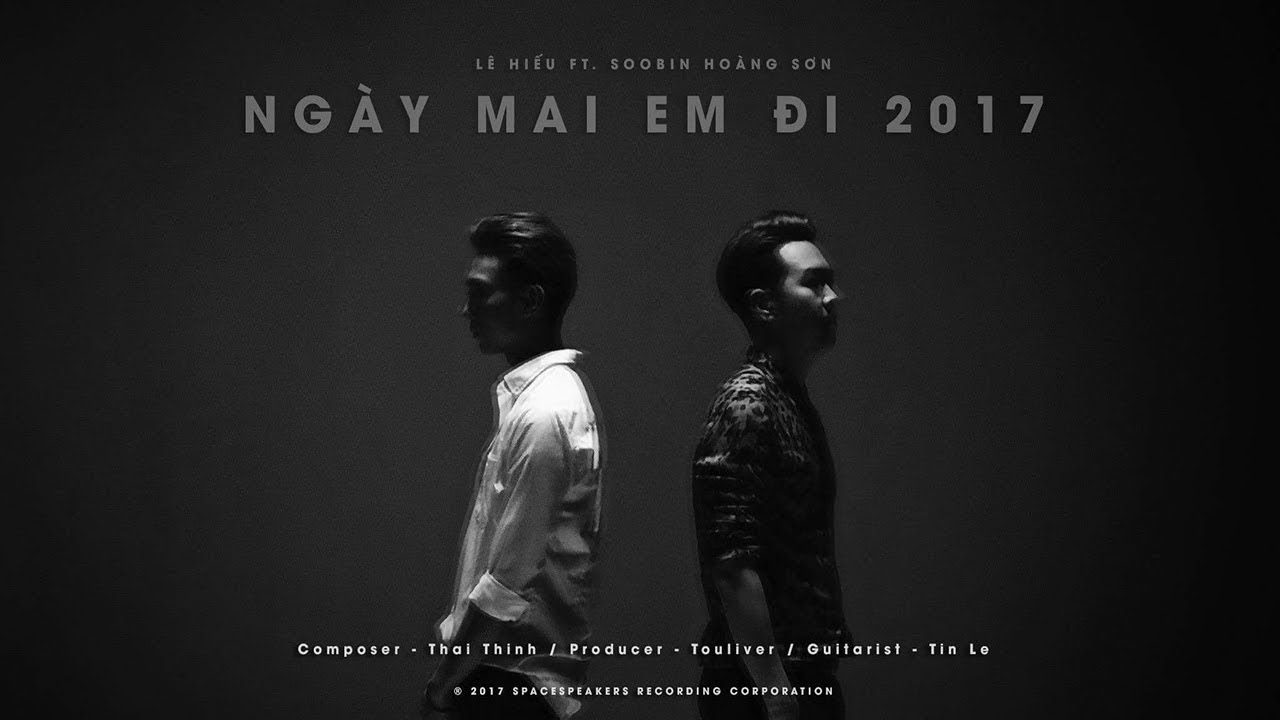 LÊ HIẾU FT. SOOBIN HOÀNG SƠN
NGÀY MAI EM ĐI 2017
Composer - Thai Thinh / Producer - Touliver / Guitarist - Tin Le
® 2017 SPACESPEAKERS RECORDING CORPORATION